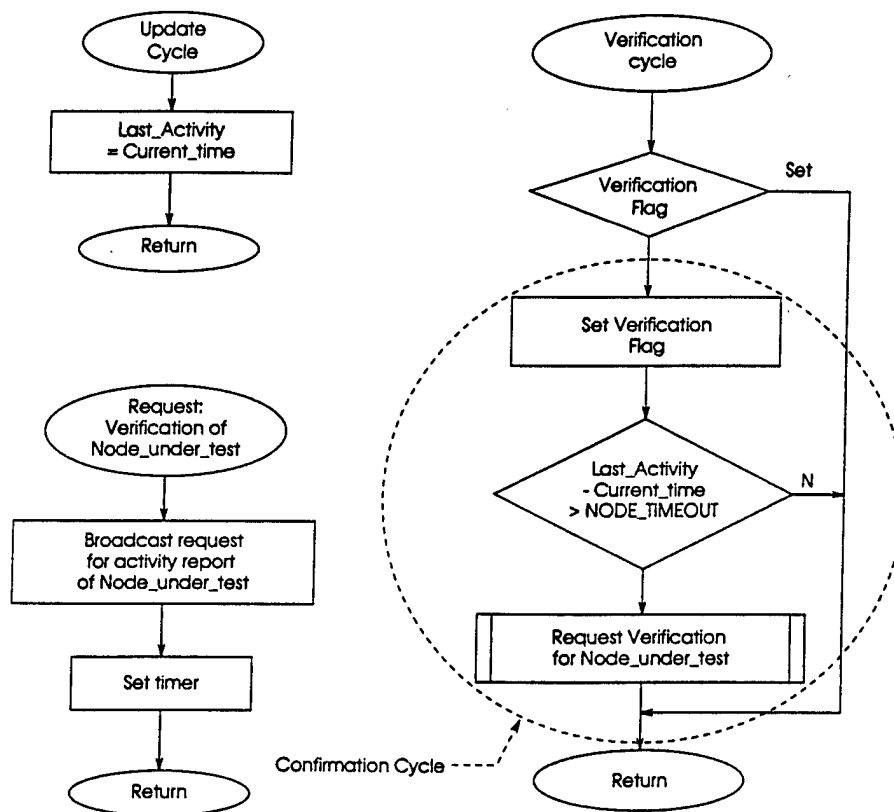 Update
Cycle
Last_Activity
= Current_time
Return
Request:
Verification of
Node_under_test
Broadcast request
for activity report
of Node_under_test
Set timer
Return
Verification
cycle
Verification
Flag
Set
Set Verification
Flag
Last_Activity
- Current_time
> NODE_TIMEOUT
N
Request Verification
for Node_under_test
Confirmation Cycle
Return